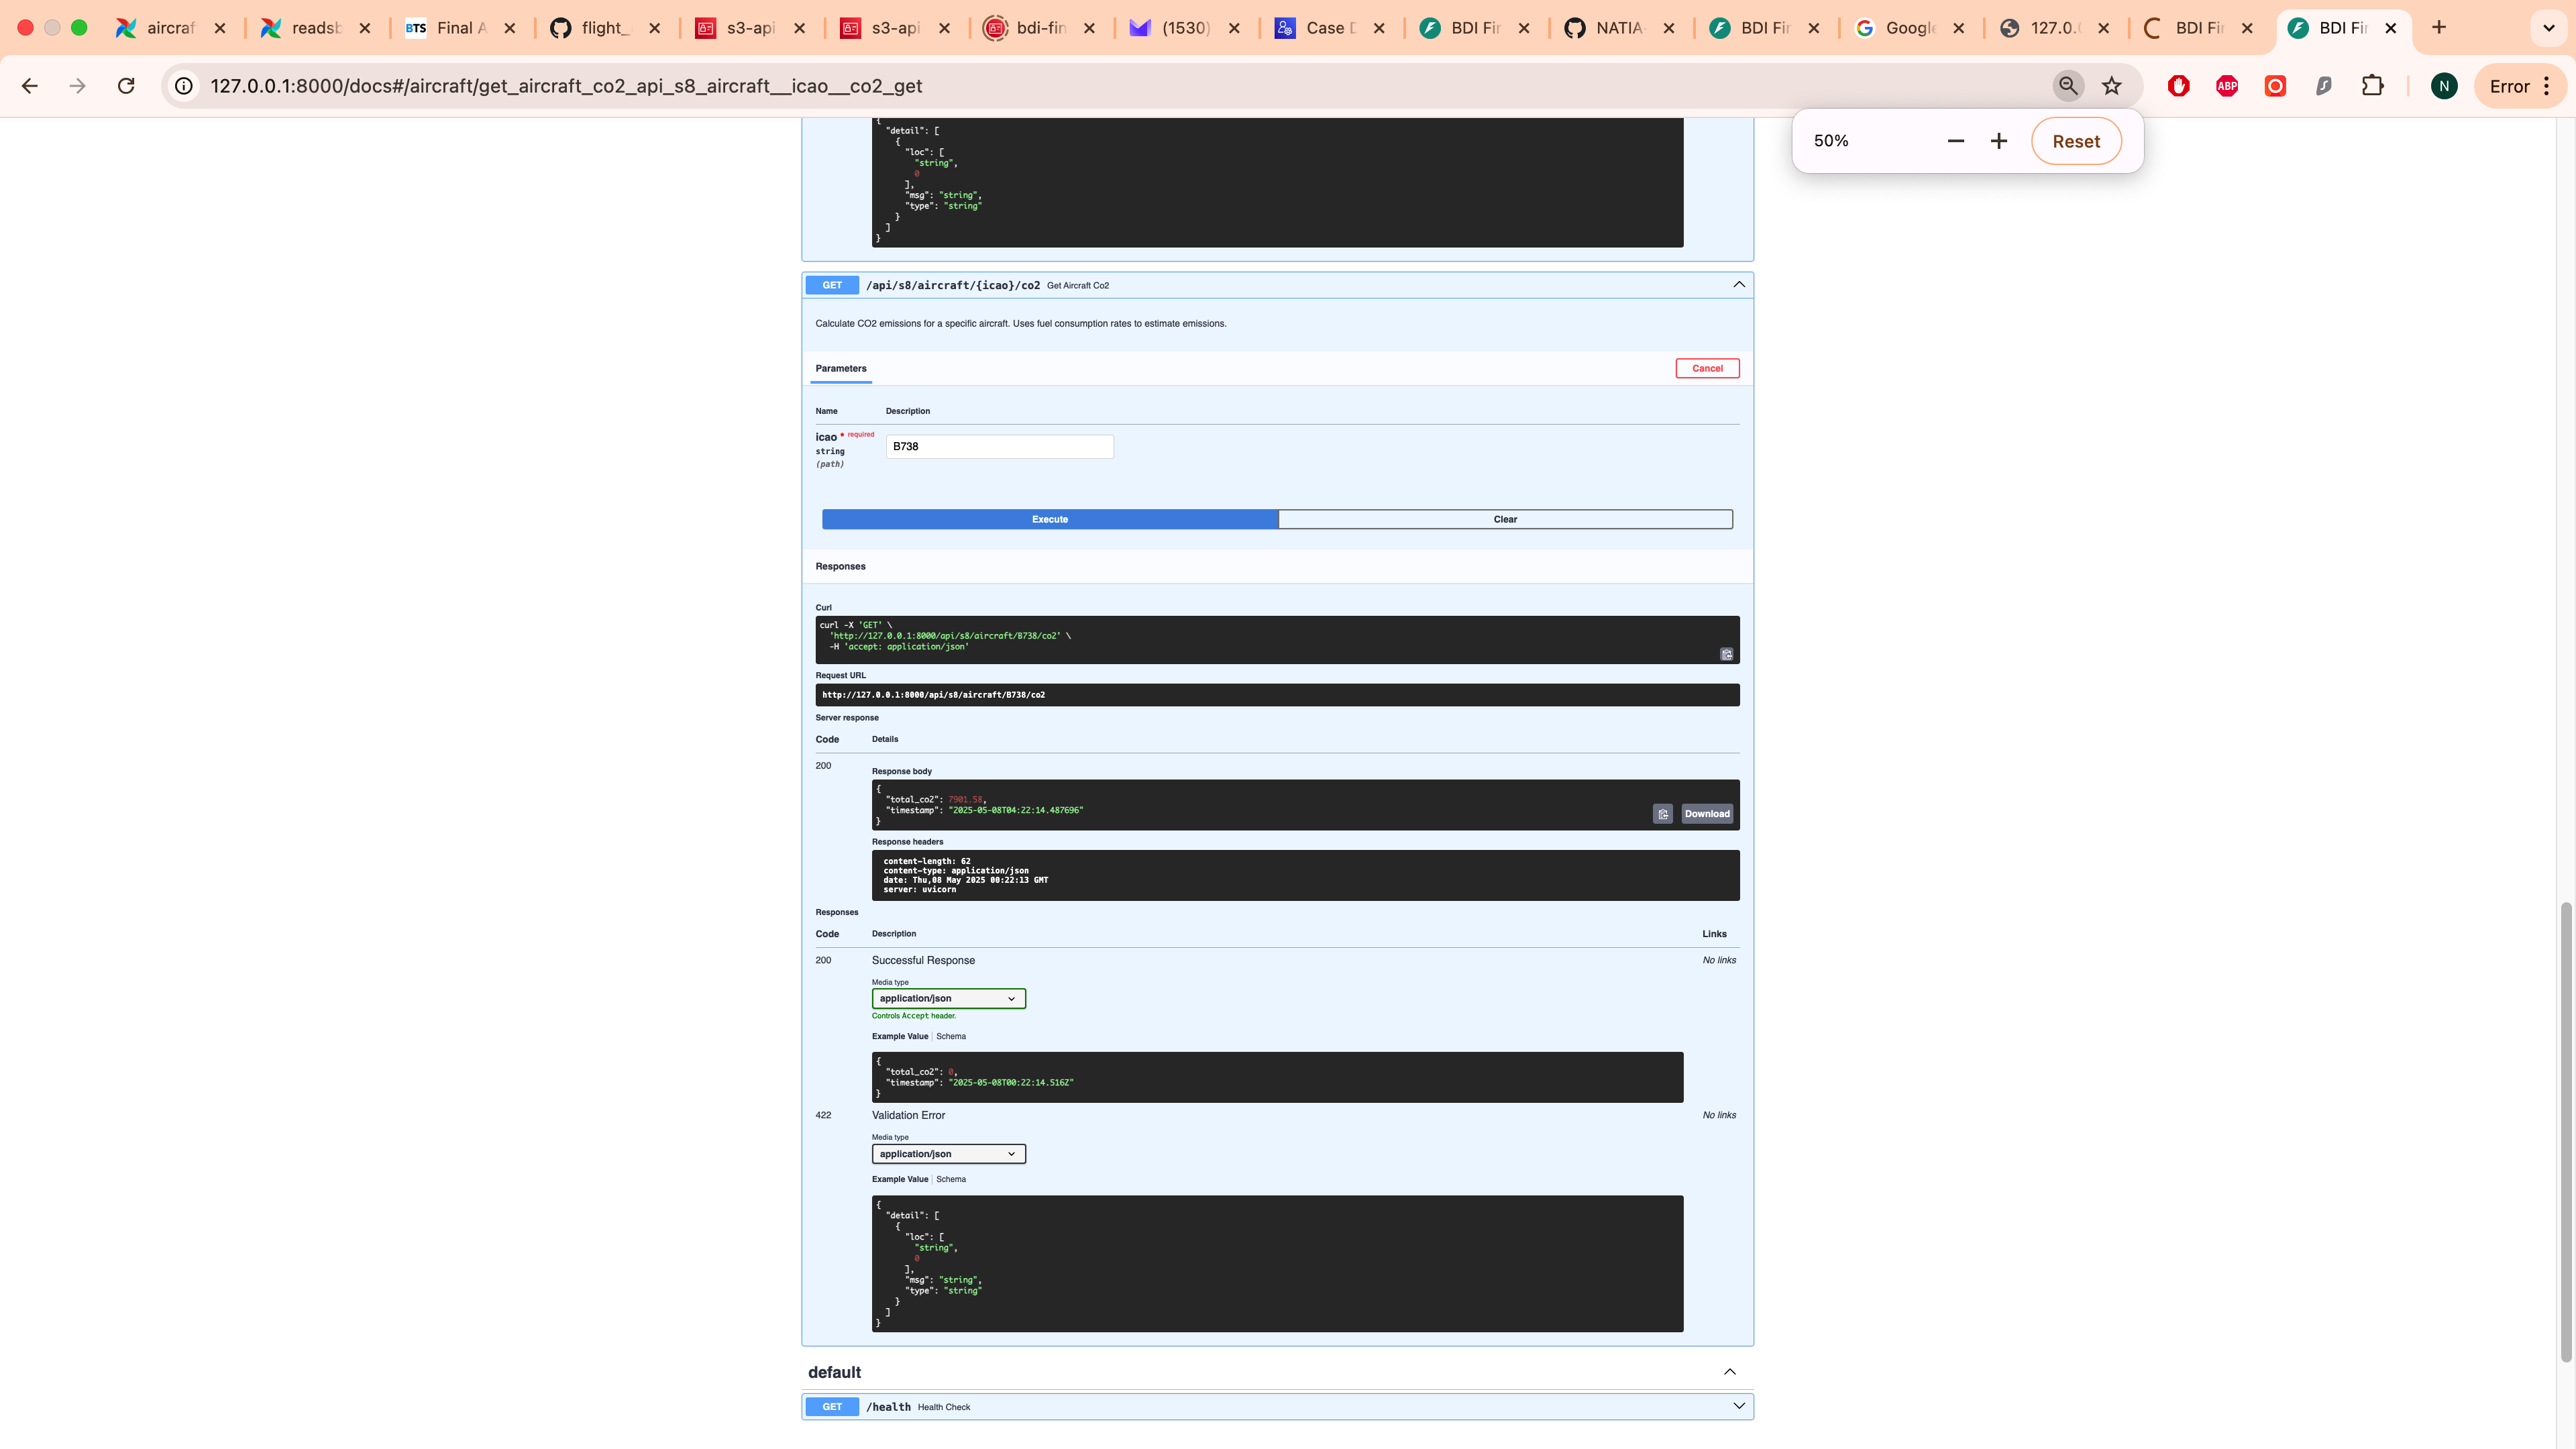 aircraf
readsb
BTS Final A
flight_
s3-api
s3-api
bdi-fin
(1530)
Case D
BDI Fir
NATIA-
BDI Fir
Google
127.0.0
BDI Fir
BDI Fir
127.0.0.1:8000/docs#/aircraft/get_aircraft_co2_api_s8_aircraft__icao__co2_get
ABP
N
Error
50%
Reset
{
"detail": [
{
"loc": [
"string",
0
],
"msg": "string",
"type": "string"
}
]
}
GET /api/s8/aircraft/{icao}/co2 Get Aircraft Co2
Calculate CO2 emissions for a specific aircraft. Uses fuel consumption rates to estimate emissions.
Parameters
Cancel
Name Description
icao * required
string
(path)
B738
Execute
Clear
Responses
Curl
curl -X 'GET' \
'http://127.0.0.1:8000/api/s8/aircraft/B738/co2' \
-H 'accept: application/json'
Request URL
http://127.0.0.1:8000/api/s8/aircraft/B738/co2
Server response
Code Details
200
Response body
{
"total_co2": 7901.58,
"timestamp": "2025-05-08T04:22:14.487696"
}
Download
Response headers
content-length: 62
content-type: application/json
date: Thu,08 May 2025 00:22:13 GMT
server: uvicorn
Responses
Code Description Links
200 Successful Response No links
Media type
application/json
Controls Accept header.
Example Value Schema
{
"total_co2": 0,
"timestamp": "2025-05-08T00:22:14.516Z"
}
422 Validation Error No links
Media type
application/json
Example Value Schema
{
"detail": [
{
"loc": [
"string",
0
],
"msg": "string",
"type": "string"
}
]
}
default
GET /health Health Check